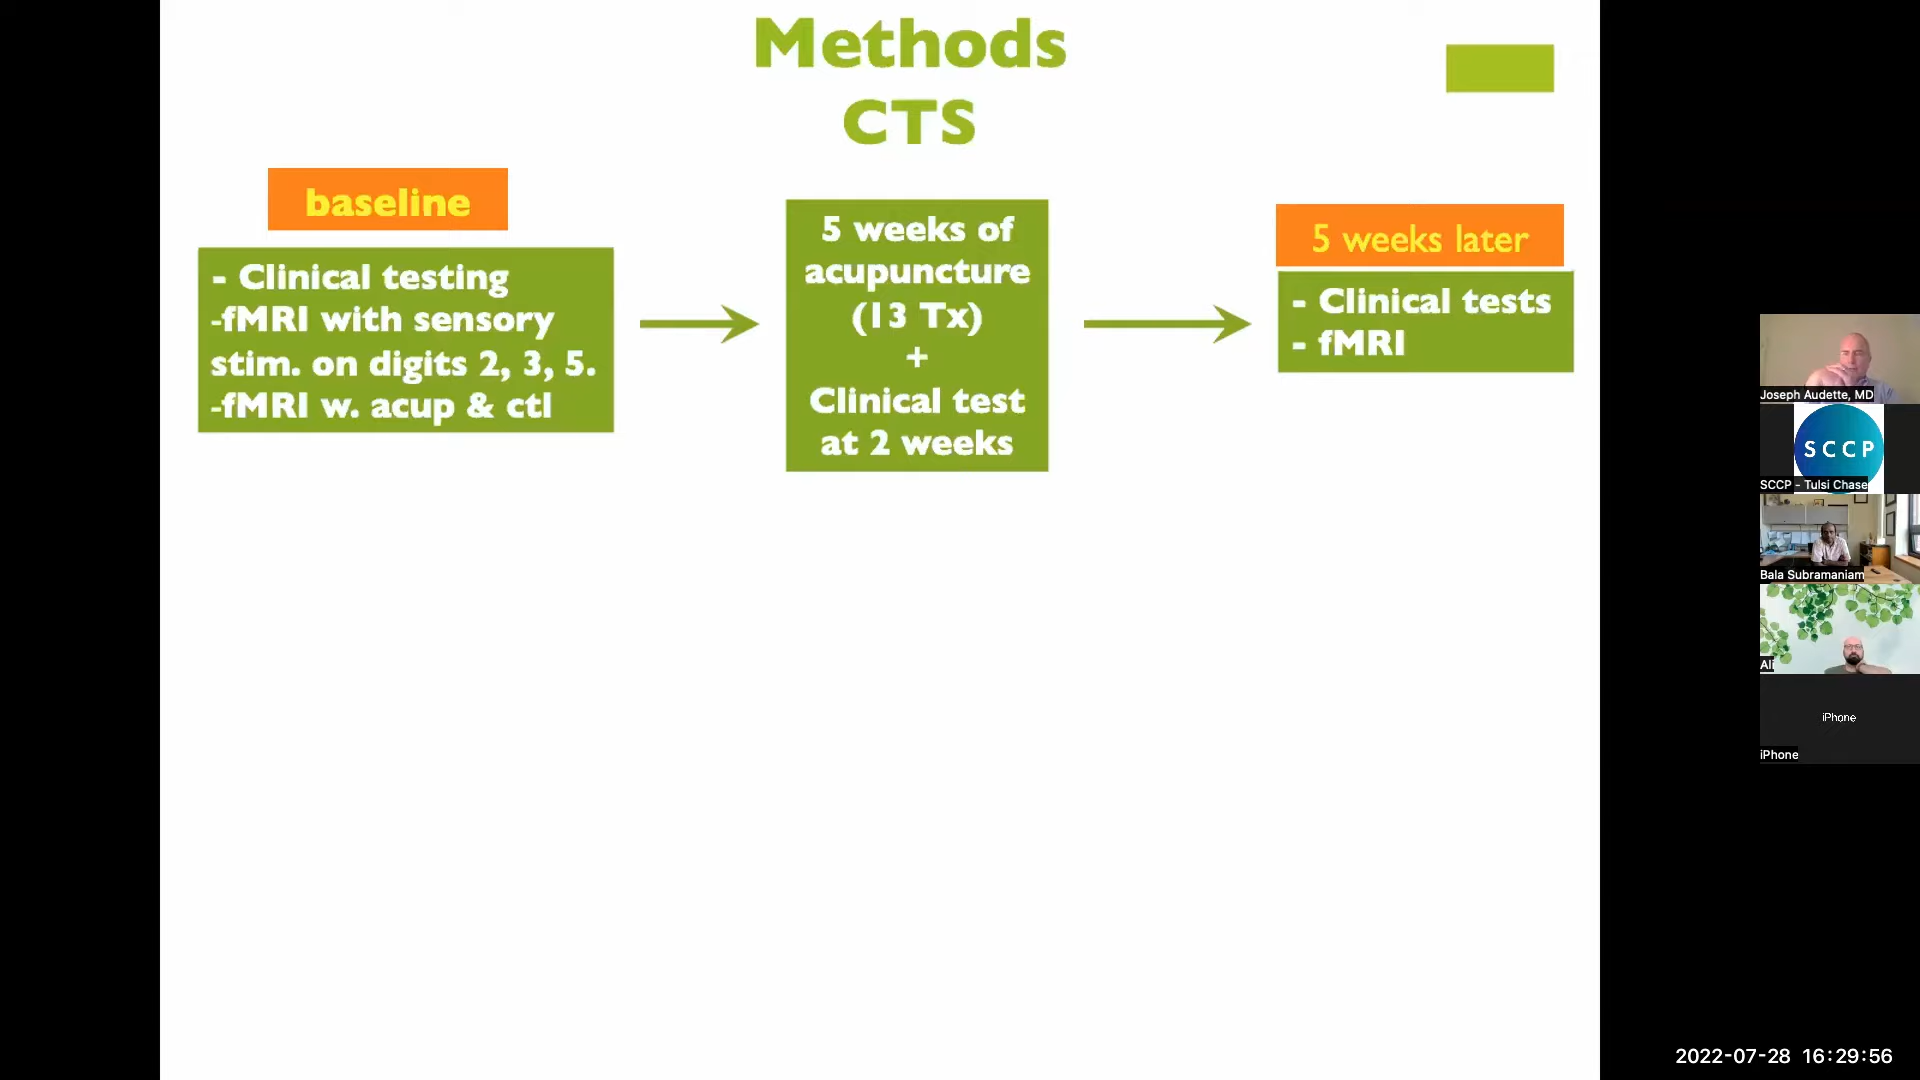 Methods
CTS
baseline
- Clinical testing
-fMRI with sensory
stim. on digits 2, 3, 5.
-fMRI w. acup & ctl
5 weeks of
acupuncture
(13 Tx)
+
Clinical test
at 2 weeks
5 weeks later
- Clinical tests
- fMRI
Joseph Audette, MD
SCCP
SCCP - Tulsi Chase
Bala Subramaniam
Ali
iPhone
iPhone
2022-07-28 16:29:56